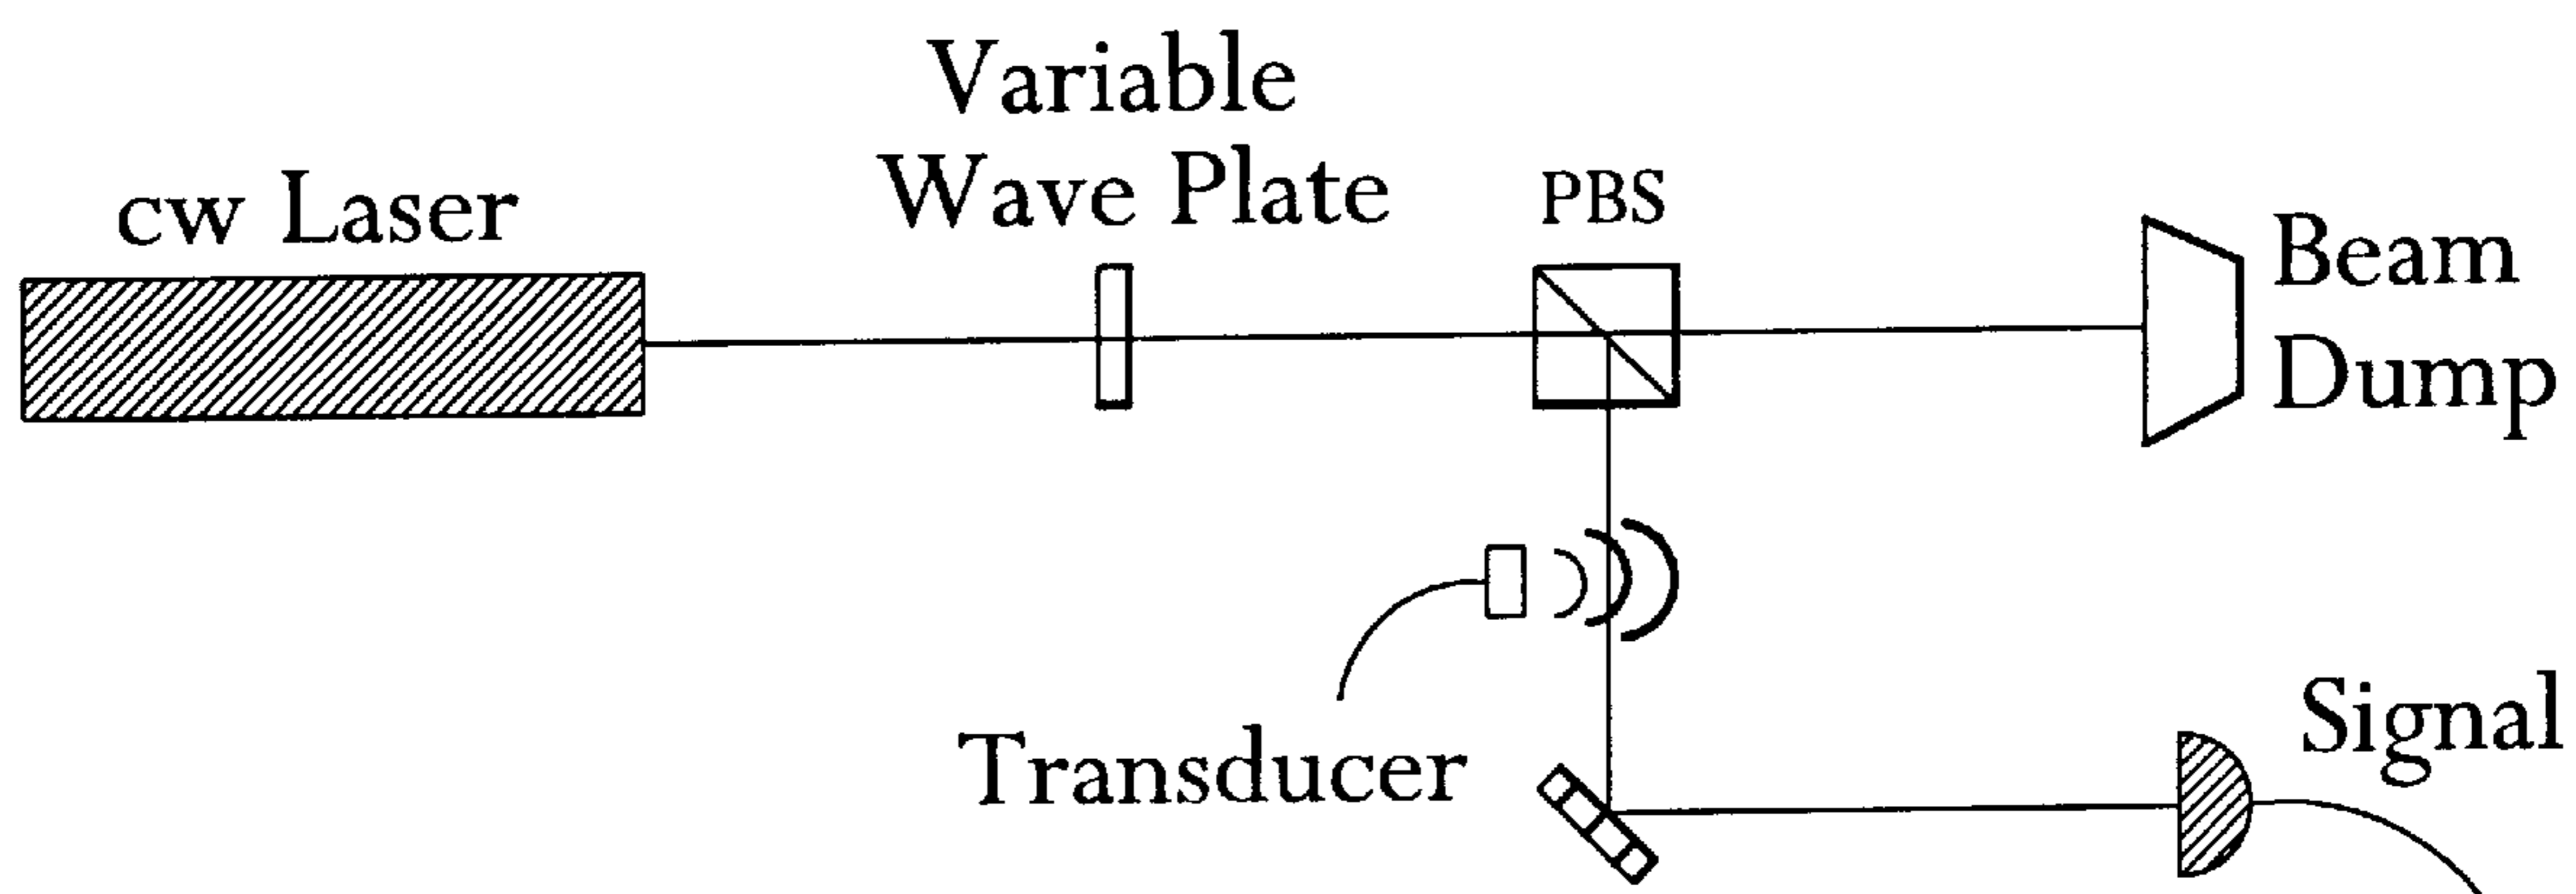 Variable
Wave Plate
cw Laser
PBS
Beam
Dump
Transducer
Signal